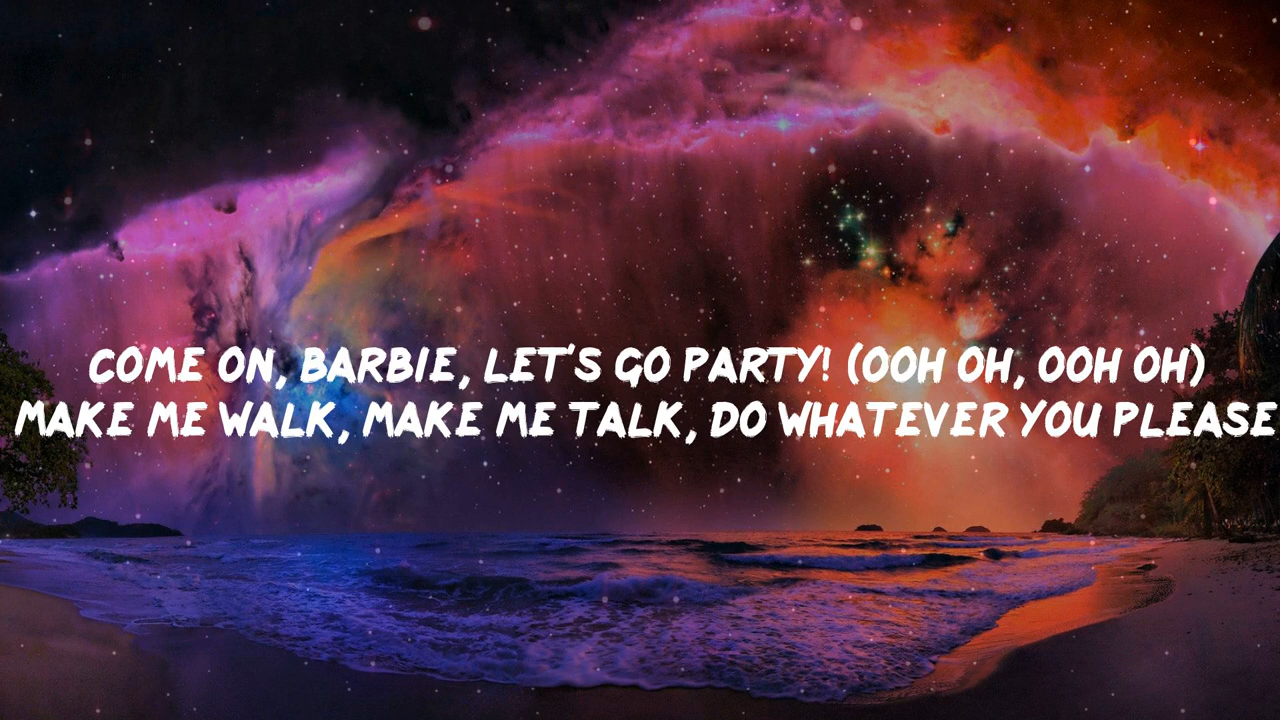 COME ON, BARBIE, LET'S GO PARTY! (OOH OH, OOH OH)
MAKE ME WALK, MAKE ME TALK, DO WHATEVER YOU PLEASE